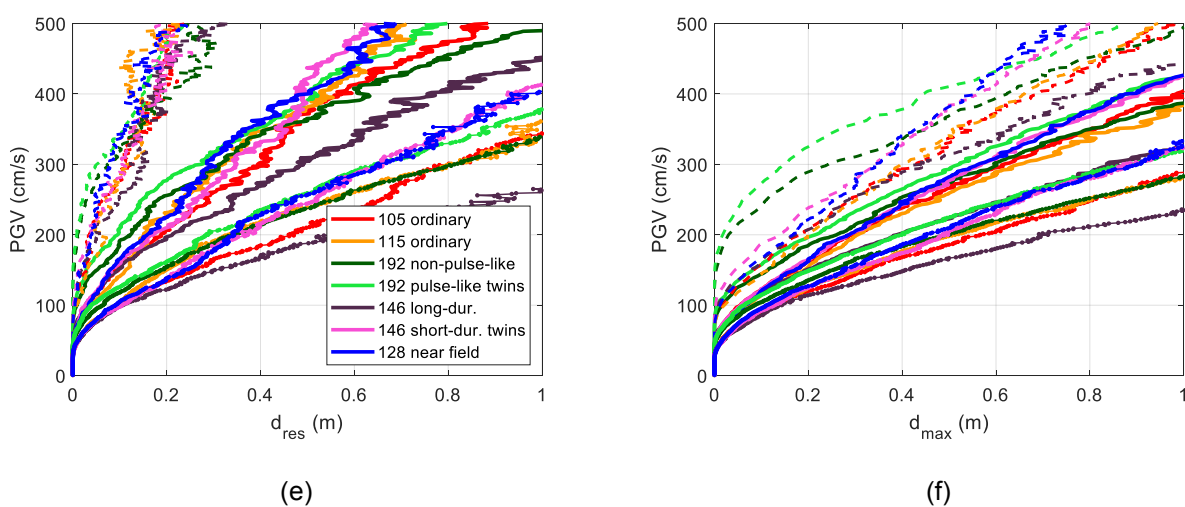 500
400
300
200
100
0
PGV (cm/s)
0 0.2 0.4 0.6 0.8 1
d_res (m)
105 ordinary
115 ordinary
192 non-pulse-like
192 pulse-like twins
146 long-dur.
146 short-dur. twins
128 near field
(e)
500
400
300
200
100
0
PGV (cm/s)
0 0.2 0.4 0.6 0.8 1
d_max (m)
(f)